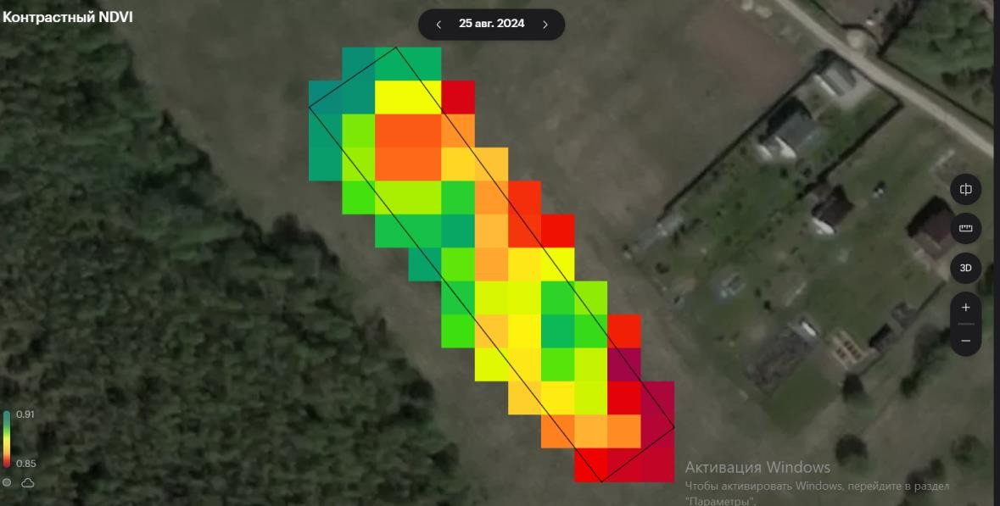 Контрастный NDVI
25 авг. 2024
3D
+
−
0.91
0.85
Активация Windows
Чтобы активировать Windows, перейдите в раздел
"Параметры".